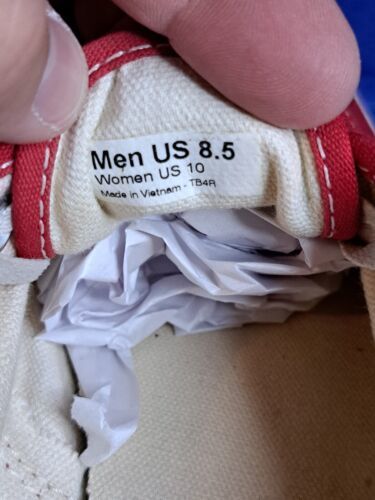 Men US 8.5
Women US 10
Made in Vietnam - TB4R